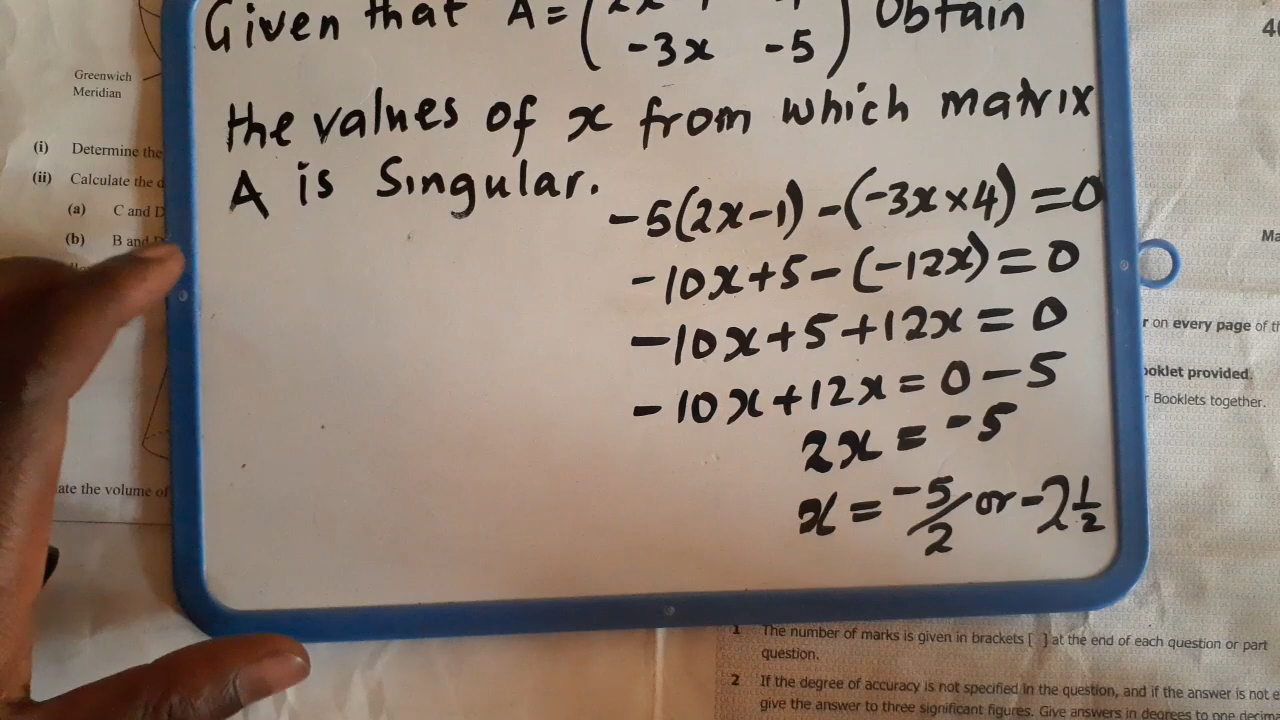 Given that A = ( Obtain
-3x -5
the values of x from which matrix
A is Singular.
-5(2x-1) -(-3x×4) =0
-10x+5-(-12x)=0
-10x+5+12x=0
-10x+12x=0-5
2x=-5
x=-5/2 or -2 1/2
Greenwich
Meridian
(i) Determine the
(ii) Calculate the
(a) C and D
(b) B and D
ate the volume of
40
Ma
r on every page of th
ooklet provided.
r Booklets together.
1 The number of marks is given in brackets [ ] at the end of each question or part
question.
2 If the degree of accuracy is not specified in the question, and if the answer is not e
give the answer to three significant figures. Give answers in degrees to one decim